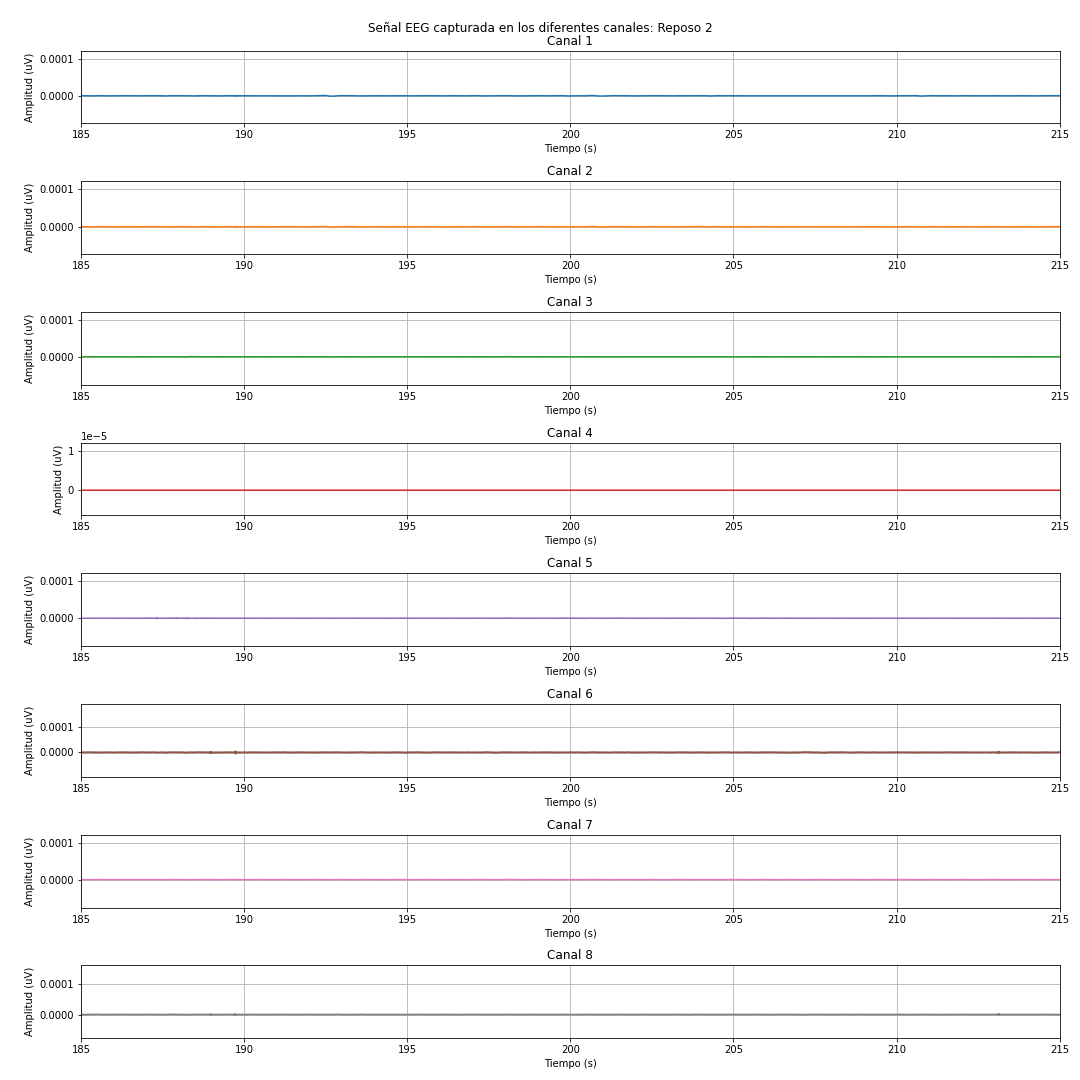 Señal EEG capturada en los diferentes canales: Reposo 2
Canal 1
Amplitud (uV)
0.0001
0.0000
185 190 195 200 205 210 215
Tiempo (s)
Canal 2
Amplitud (uV)
0.0001
0.0000
185 190 195 200 205 210 215
Tiempo (s)
Canal 3
Amplitud (uV)
0.0001
0.0000
185 190 195 200 205 210 215
Tiempo (s)
Canal 4
1e−5
Amplitud (uV)
1
0
185 190 195 200 205 210 215
Tiempo (s)
Canal 5
Amplitud (uV)
0.0001
0.0000
185 190 195 200 205 210 215
Tiempo (s)
Canal 6
Amplitud (uV)
0.0001
0.0000
185 190 195 200 205 210 215
Tiempo (s)
Canal 7
Amplitud (uV)
0.0001
0.0000
185 190 195 200 205 210 215
Tiempo (s)
Canal 8
Amplitud (uV)
0.0001
0.0000
185 190 195 200 205 210 215
Tiempo (s)